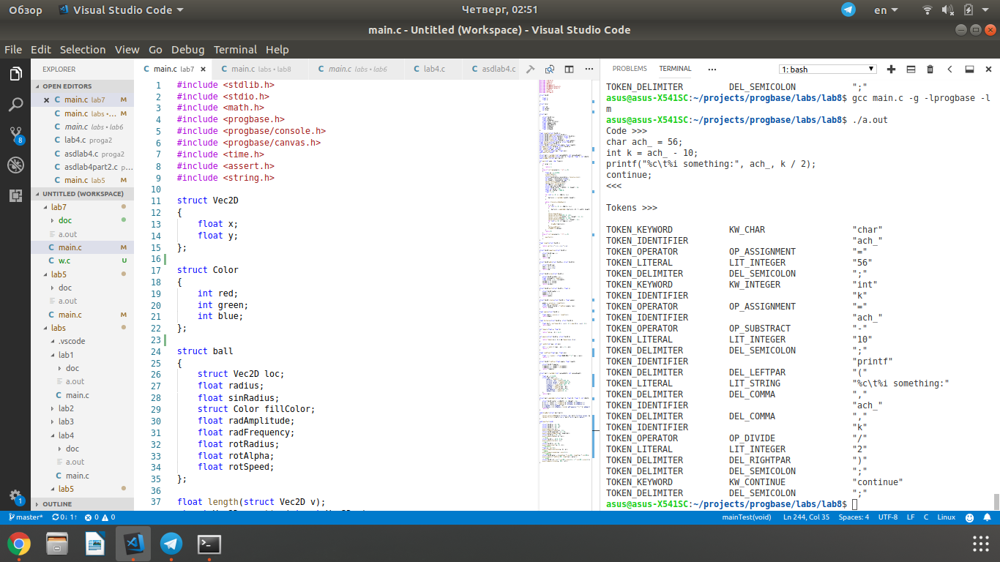 Обзор Visual Studio Code Четверг, 02:51 en
main.c - Untitled (Workspace) - Visual Studio Code
File Edit Selection View Go Debug Terminal Help
EXPLORER
OPEN EDITORS
main.c lab7 M
main.c labs • ... M
main.c labs • lab6
lab4.c proga2
asdlab4.c proga2
asdlab4part2.c p...
main.c lab5 M
UNTITLED (WORKSPACE)
lab7
doc
a.out
main.c M
w.c U
lab5
doc
a.out
main.c M
labs
.vscode
lab1
doc
a.out
main.c
lab2
lab3
lab4
doc
a.out
main.c
lab5
OUTLINE
8
1
main.c lab7 main.c labs • lab8 main.c labs • lab6 lab4.c asdlab4.c
1 #include <stdlib.h>
2 #include <stdio.h>
3 #include <math.h>
4 #include <progbase.h>
5 #include <progbase/console.h>
6 #include <progbase/canvas.h>
7 #include <time.h>
8 #include <assert.h>
9 #include <string.h>
10
11 struct Vec2D
12 {
13 float x;
14 float y;
15 };
16
17 struct Color
18 {
19 int red;
20 int green;
21 int blue;
22 };
23
24 struct ball
25 {
26 struct Vec2D loc;
27 float radius;
28 float sinRadius;
29 struct Color fillColor;
30 float radAmplitude;
31 float radFrequency;
32 float rotRadius;
33 float rotAlpha;
34 float rotSpeed;
35 };
36
37 float length(struct Vec2D v);
PROBLEMS TERMINAL ... 1: bash
TOKEN_DELIMITER DEL_SEMICOLON ";"
asus@asus-X541SC:~/projects/progbase/labs/lab8$ gcc main.c -g -lprogbase -l
m
asus@asus-X541SC:~/projects/progbase/labs/lab8$ ./a.out
Code >>>
char ach_ = 56;
int k = ach_ - 10;
printf("%c\t%i something:", ach_, k / 2);
continue;
<<<
Tokens >>>
TOKEN_KEYWORD KW_CHAR "char"
TOKEN_IDENTIFIER "ach_"
TOKEN_OPERATOR OP_ASSIGNMENT "="
TOKEN_LITERAL LIT_INTEGER "56"
TOKEN_DELIMITER DEL_SEMICOLON ";"
TOKEN_KEYWORD KW_INTEGER "int"
TOKEN_IDENTIFIER "k"
TOKEN_OPERATOR OP_ASSIGNMENT "="
TOKEN_IDENTIFIER "ach_"
TOKEN_OPERATOR OP_SUBSTRACT "-"
TOKEN_LITERAL LIT_INTEGER "10"
TOKEN_DELIMITER DEL_SEMICOLON ";"
TOKEN_IDENTIFIER "printf"
TOKEN_DELIMITER DEL_LEFTPAR "("
TOKEN_LITERAL LIT_STRING "%c\t%i something:"
TOKEN_DELIMITER DEL_COMMA ","
TOKEN_IDENTIFIER "ach_"
TOKEN_DELIMITER DEL_COMMA ","
TOKEN_IDENTIFIER "k"
TOKEN_OPERATOR OP_DIVIDE "/"
TOKEN_LITERAL LIT_INTEGER "2"
TOKEN_DELIMITER DEL_RIGHTPAR ")"
TOKEN_DELIMITER DEL_SEMICOLON ";"
TOKEN_KEYWORD KW_CONTINUE "continue"
TOKEN_DELIMITER DEL_SEMICOLON ";"
asus@asus-X541SC:~/projects/progbase/labs/lab8$
master* 0↓ 1↑ 0 0 mainTest(void) Ln 244, Col 35 Spaces: 4 UTF-8 LF C Linux